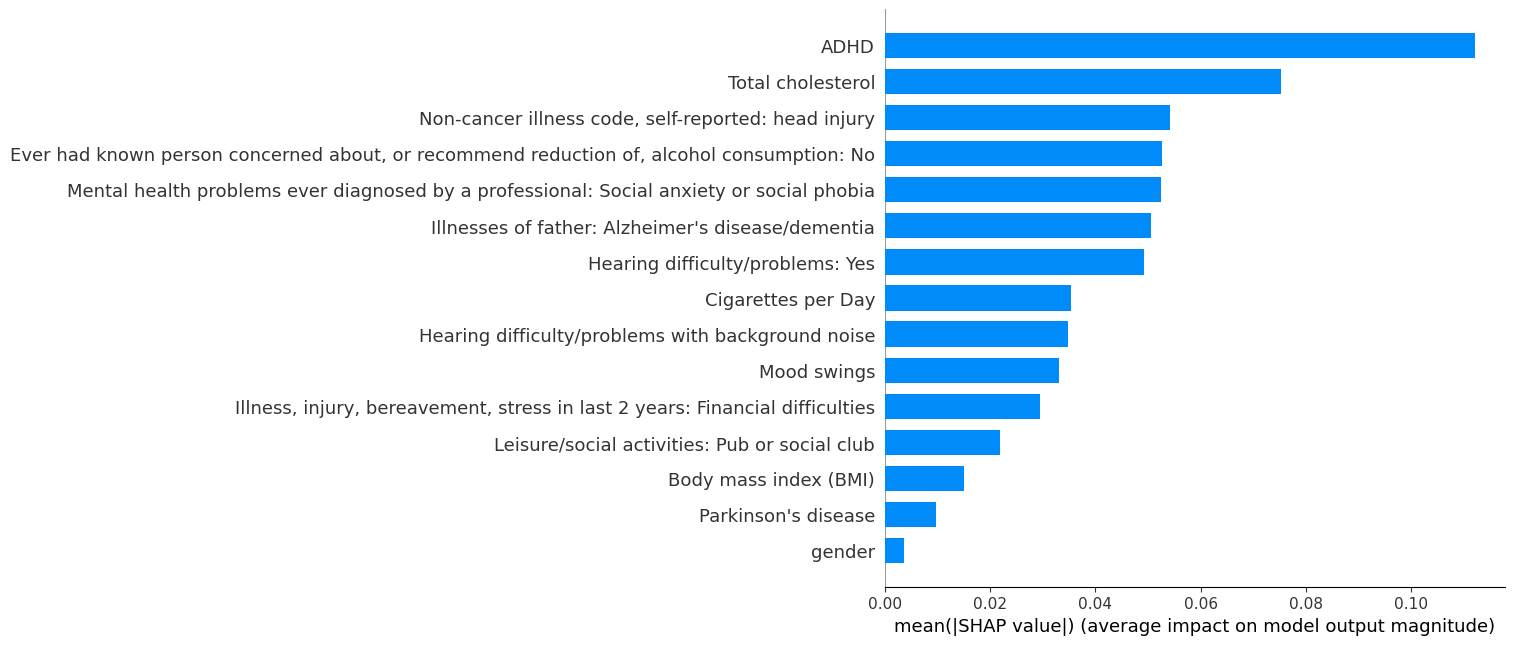 ADHD
Total cholesterol
Non-cancer illness code, self-reported: head injury
Ever had known person concerned about, or recommend reduction of, alcohol consumption: No
Mental health problems ever diagnosed by a professional: Social anxiety or social phobia
Illnesses of father: Alzheimer's disease/dementia
Hearing difficulty/problems: Yes
Cigarettes per Day
Hearing difficulty/problems with background noise
Mood swings
Illness, injury, bereavement, stress in last 2 years: Financial difficulties
Leisure/social activities: Pub or social club
Body mass index (BMI)
Parkinson's disease
gender
0.00 0.02 0.04 0.06 0.08 0.10
mean(|SHAP value|) (average impact on model output magnitude)